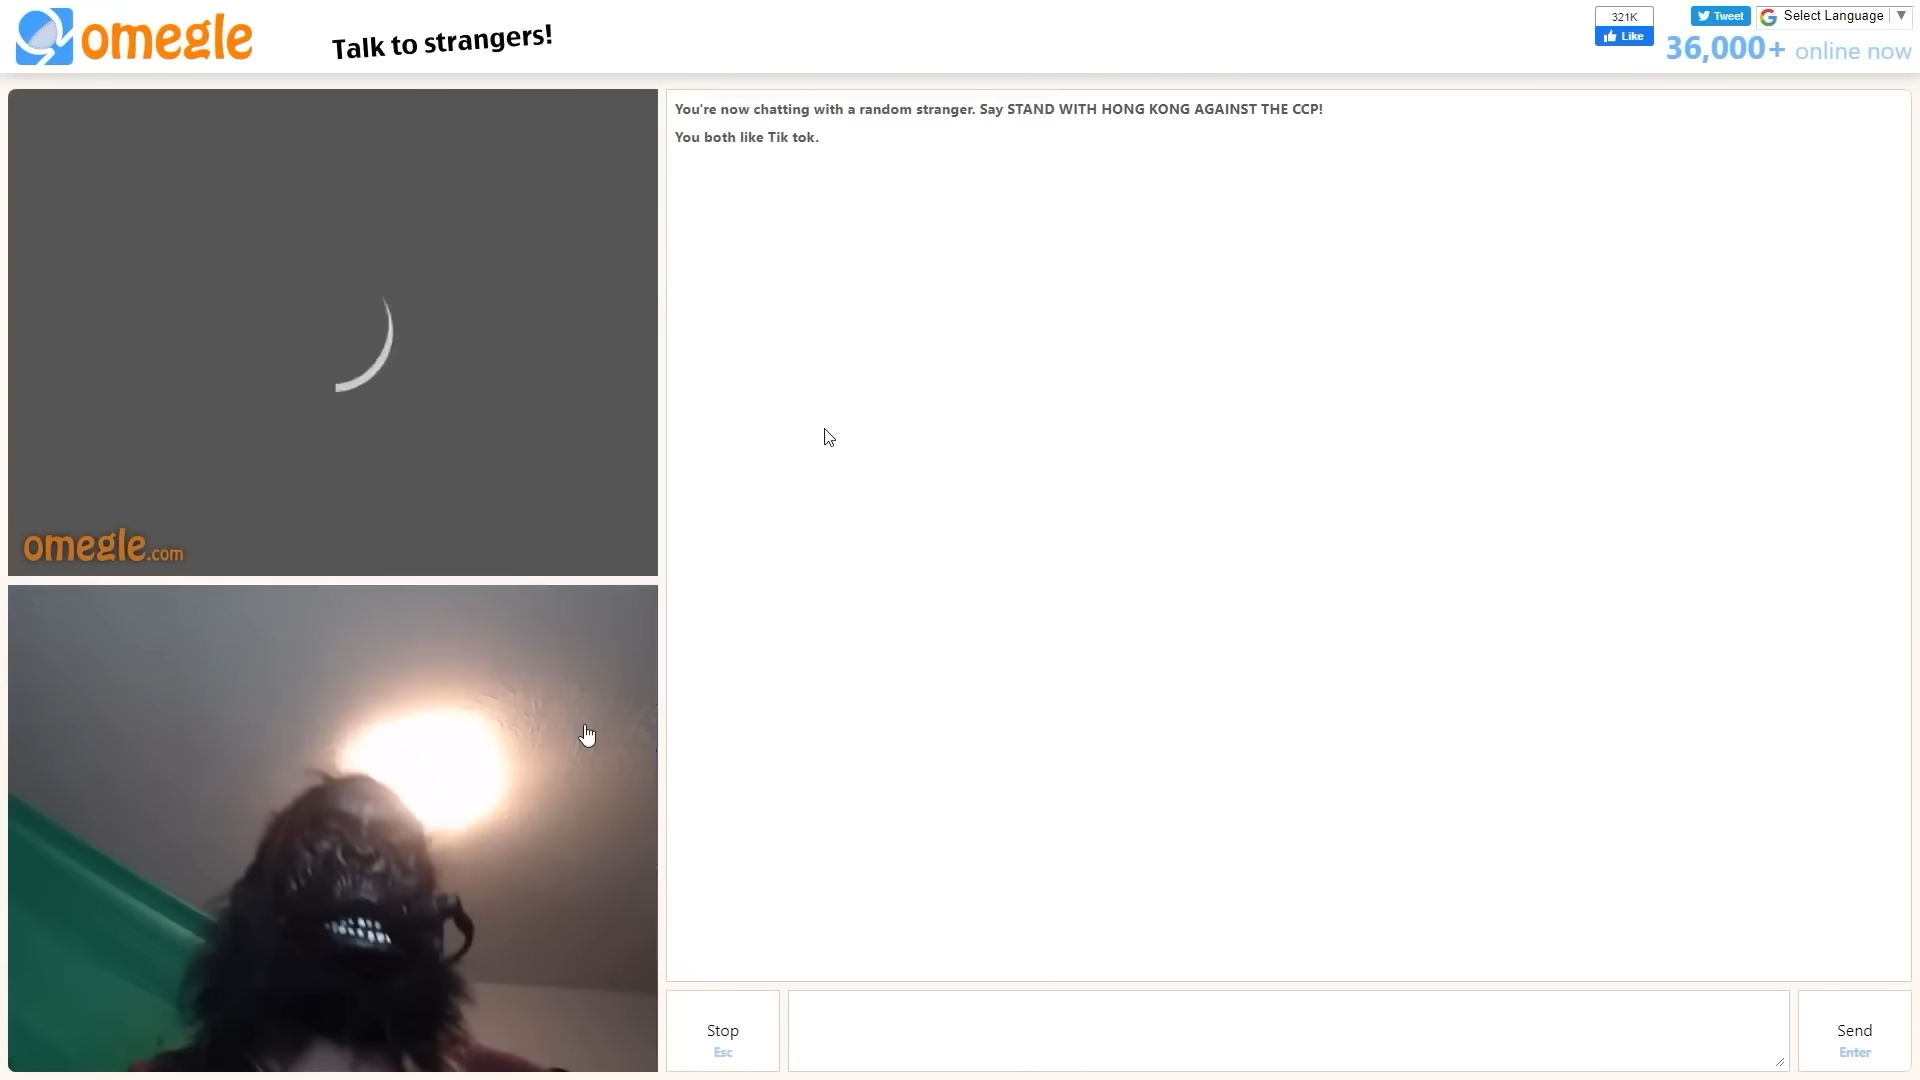 omegle
Talk to strangers!
321K
Like
Tweet
Select Language
36,000+ online now
You're now chatting with a random stranger. Say STAND WITH HONG KONG AGAINST THE CCP!
You both like Tik tok.
omegle.com
Stop
Esc
Send
Enter